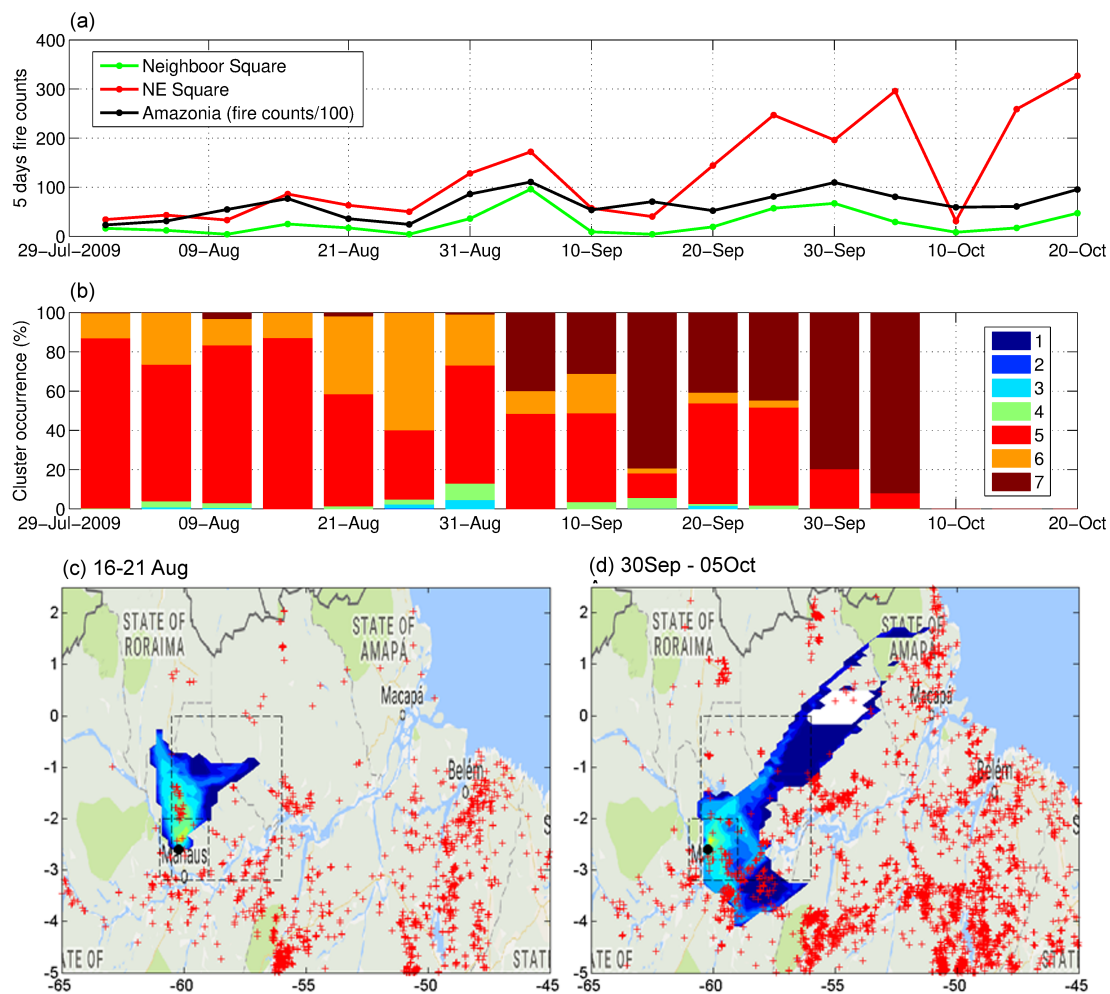 (a)
5 days fire counts
400
300
200
100
0
Neighboor Square
NE Square
Amazonia (fire counts/100)
29-Jul-2009 09-Aug 21-Aug 31-Aug 10-Sep 20-Sep 30-Sep 10-Oct 20-Oct
(b)
Cluster occurrence (%)
100
80
60
40
20
0
1
2
3
4
5
6
7
29-Jul-2009 09-Aug 21-Aug 31-Aug 10-Sep 20-Sep 30-Sep 10-Oct 20-Oct
(c) 16-21 Aug
2
1
0
-1
-2
-3
-4
-5
STATE OF
RORAIMA
STATE OF
AMAPÁ
Macapá
Belém
Manaus
S
STATE OF
STAT
-65 -60 -55 -50 -45
(d) 30Sep - 05Oct
2
1
0
-1
-2
-3
-4
-5
STATE OF
RORAIMA
STATE OF
AMAPÁ
Macapá
Belém
M
S
ATE OF
STATI
-65 -60 -55 -50 -45